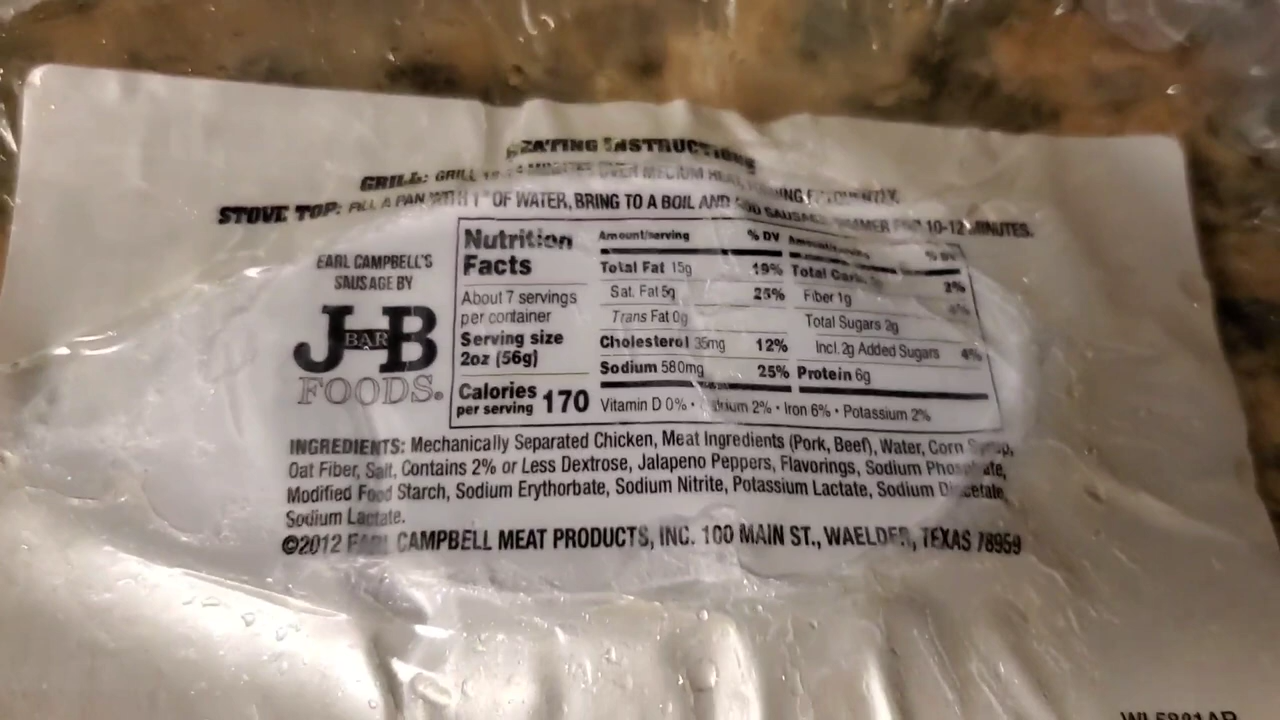 HEATING INSTRUCTIONS
GRILL: GRILL MINUTES OVER MEDIUM HEAT, TURNING FREQUENTLY.
STOVE TOP: FILL A PAN WITH 1" OF WATER, BRING TO A BOIL AND ADD SAUSAGE. SIMMER FOR 10-12 MINUTES.
EARL CAMPBELL'S
SAUSAGE BY
J BAR B
FOODS®
Nutrition
Facts
About 7 servings
per container
Serving size
2oz (56g)
Calories
per serving 170
Amount/serving % DV
Total Fat 15g 19%
Sat. Fat 5g 25%
Trans Fat 0g
Cholesterol 35mg 12%
Sodium 580mg 25%
Amount/serving % DV
Total Carb. 2%
Fiber 1g
Total Sugars 2g
Incl. 2g Added Sugars 4%
Protein 6g
Vitamin D 0% • Calcium 2% • Iron 6% • Potassium 2%
INGREDIENTS: Mechanically Separated Chicken, Meat Ingredients (Pork, Beef), Water, Corn Syrup,
Oat Fiber, Salt, Contains 2% or Less Dextrose, Jalapeno Peppers, Flavorings, Sodium Phosphate,
Modified Food Starch, Sodium Erythorbate, Sodium Nitrite, Potassium Lactate, Sodium Diacetate,
Sodium Lactate.
©2012 EARL CAMPBELL MEAT PRODUCTS, INC. 100 MAIN ST., WAELDER, TEXAS 78959